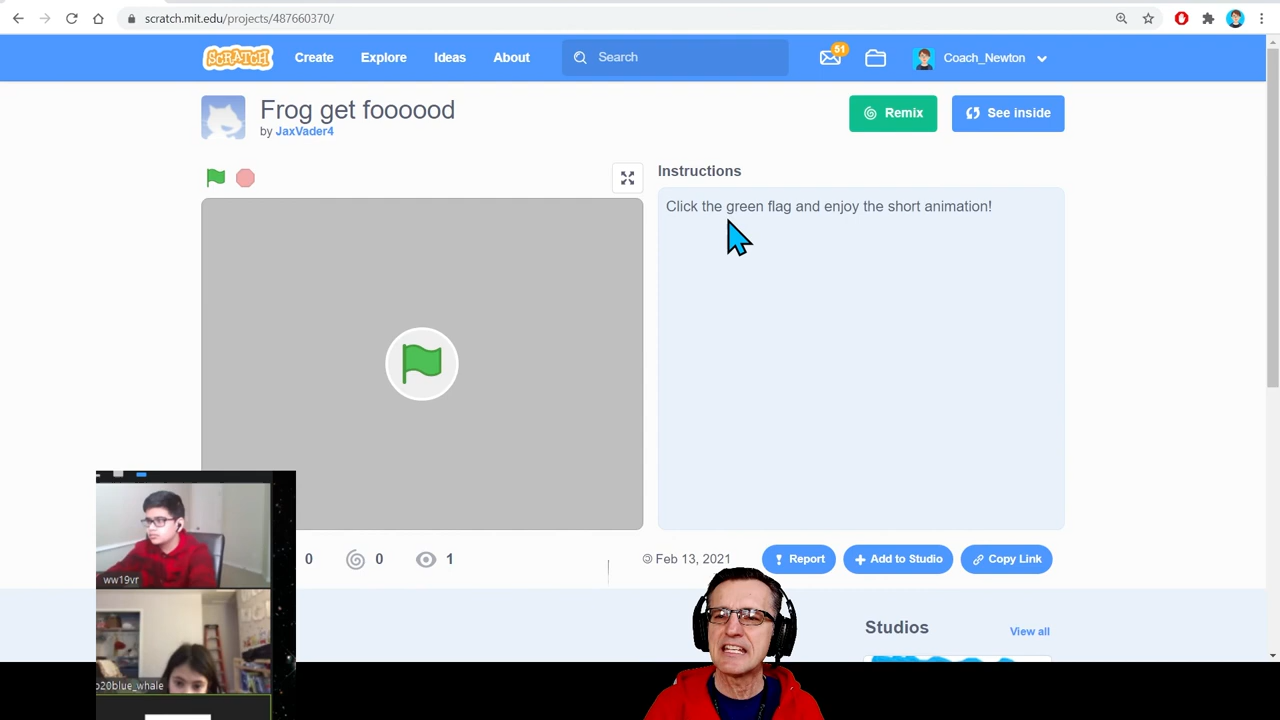 scratch.mit.edu/projects/487660370/
SCRATCH Create Explore Ideas About Search 51 Coach_Newton
Frog get foooood
by JaxVader4
Remix See inside
Instructions
Click the green flag and enjoy the short animation!
0 0 1
Feb 13, 2021 Report Add to Studio Copy Link
ww19vr
Studios View all
20blue_whale